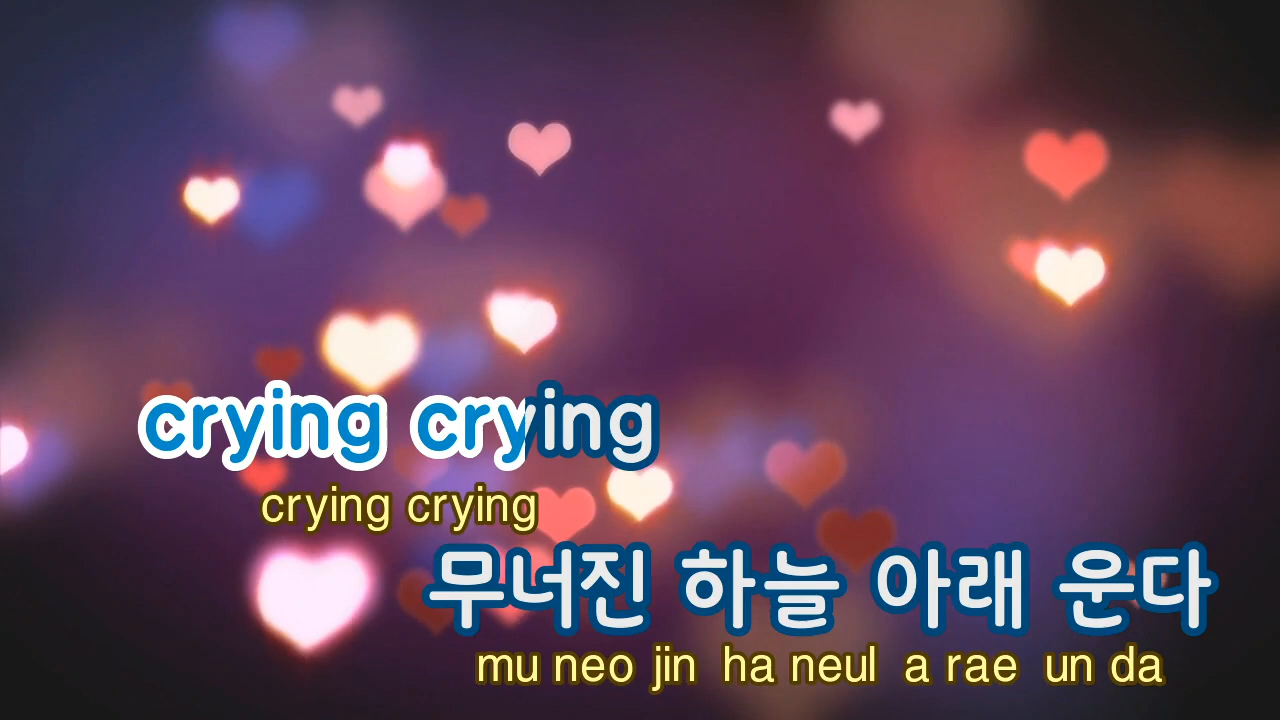 crying crying
crying crying
무너진 하늘 아래 운다
mu neo jin ha neul a rae un da